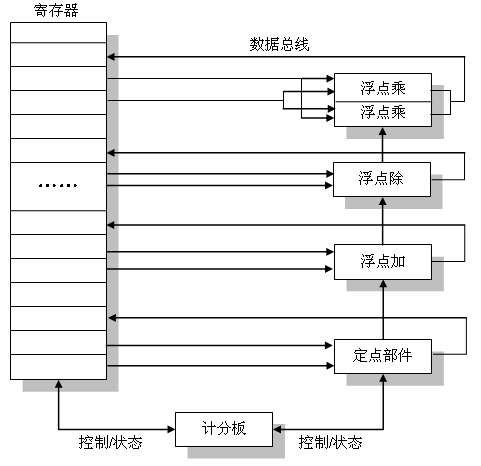 寄存器
数据总线
浮点乘
浮点乘
……
浮点除
浮点加
定点部件
计分板
控制/状态
控制/状态